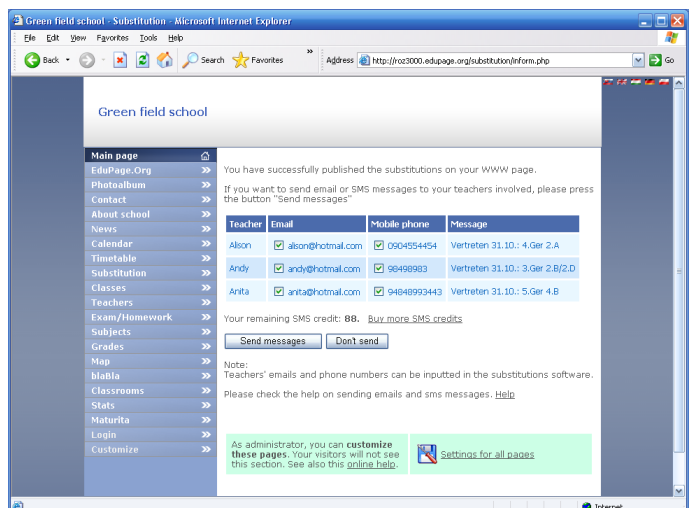 Green field school - Substitution - Microsoft Internet Explorer
File Edit View Favorites Tools Help
Back Search Favorites » Address http://roz3000.edupage.org/substitution/inform.php Go
Green field school
Main page
EduPage.Org »
Photoalbum »
Contact »
About school »
News »
Calendar »
Timetable »
Substitution »
Classes »
Teachers »
Exam/Homework »
Subjects »
Grades »
Map »
blaBla »
Classrooms »
Stats »
Maturita »
Login »
Customize »
You have successfully published the substitutions on your WWW page.
If you want to send email or SMS messages to your teachers involved, please press
the button "Send messages"
Teacher Email Mobile phone Message
Alison alison@hotmail.com 0904554454 Vertreten 31.10.: 4.Ger 2.A
Andy andy@hotmail.com 98498983 Vertreten 31.10.: 3.Ger 2.B/2.D
Anita anita@hotmail.com 94848993443 Vertreten 31.10.: 5.Ger 4.B
Your remaining SMS credit: 88. Buy more SMS credits
Send messages Don't send
Note:
Teachers' emails and phone numbers can be inputted in the substitutions software.
Please check the help on sending emails and sms messages. Help
As administrator, you can customize
these pages. Your visitors will not see
this section. See also this online help.
Settings for all pages
Internet